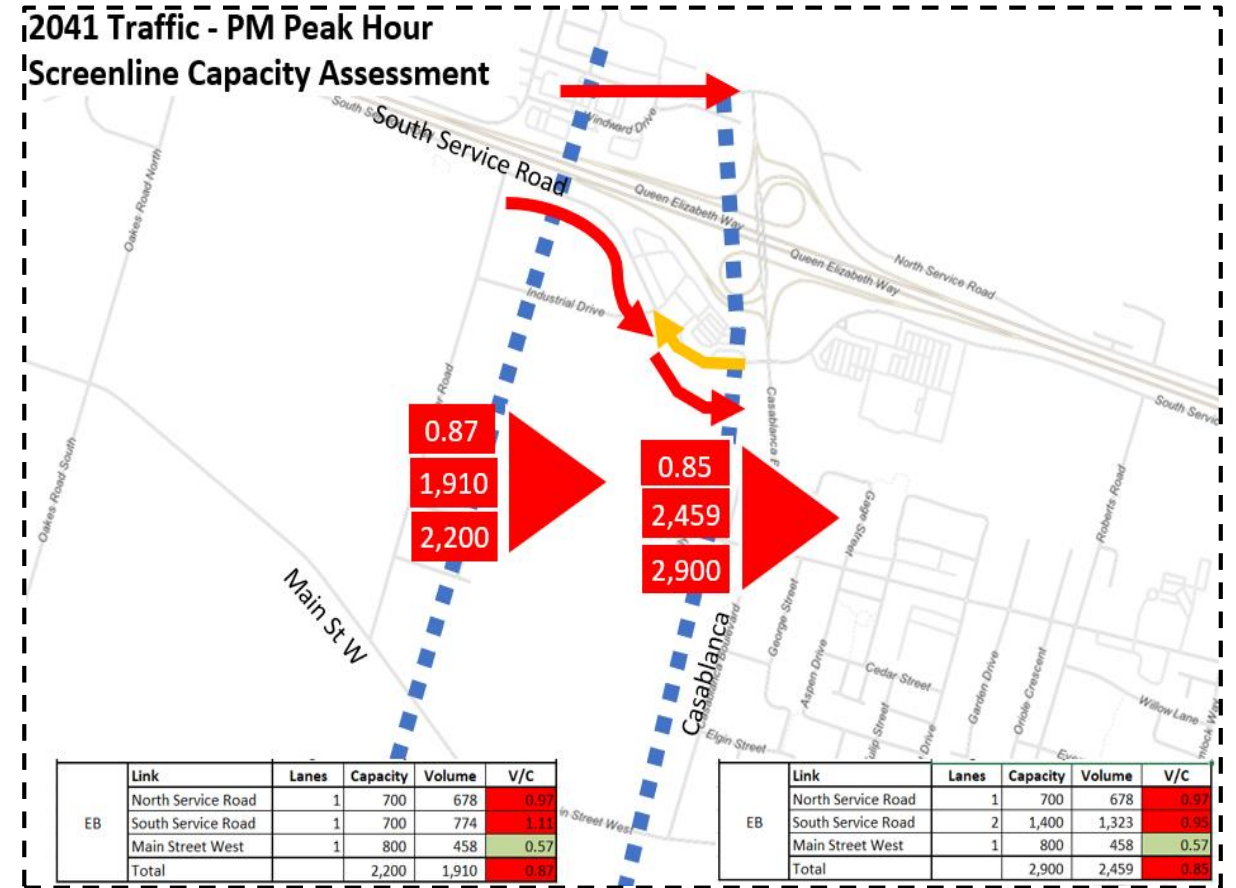 2041 Traffic - PM Peak Hour
Screenline Capacity Assessment
South Service Road
Windward Drive
Oakes Road North
Queen Elizabeth Way
Queen Elizabeth Way
North Service Road
Industrial Drive
South
Casablanca
Road
0.87
1,910
2,200
0.85
2,459
2,900
Oakes Road South
Gage Street
Roberts Road
Main St W
George Street
Casablanca
Boulevard
Aspen Drive
Cedar Street
Garden Drive
Oriole Crescent
Willow Lane
Elgin Street
Street
Drive
Street West
Link Lanes Capacity Volume V/C
North Service Road 1 700 678 0.97
EB South Service Road 1 700 774 1.11
Main Street West 1 800 458 0.57
Total 2,200 1,910 0.87
Link Lanes Capacity Volume V/C
North Service Road 1 700 678 0.97
EB South Service Road 2 1,400 1,323 0.95
Main Street West 1 800 458 0.57
Total 2,900 2,459 0.85